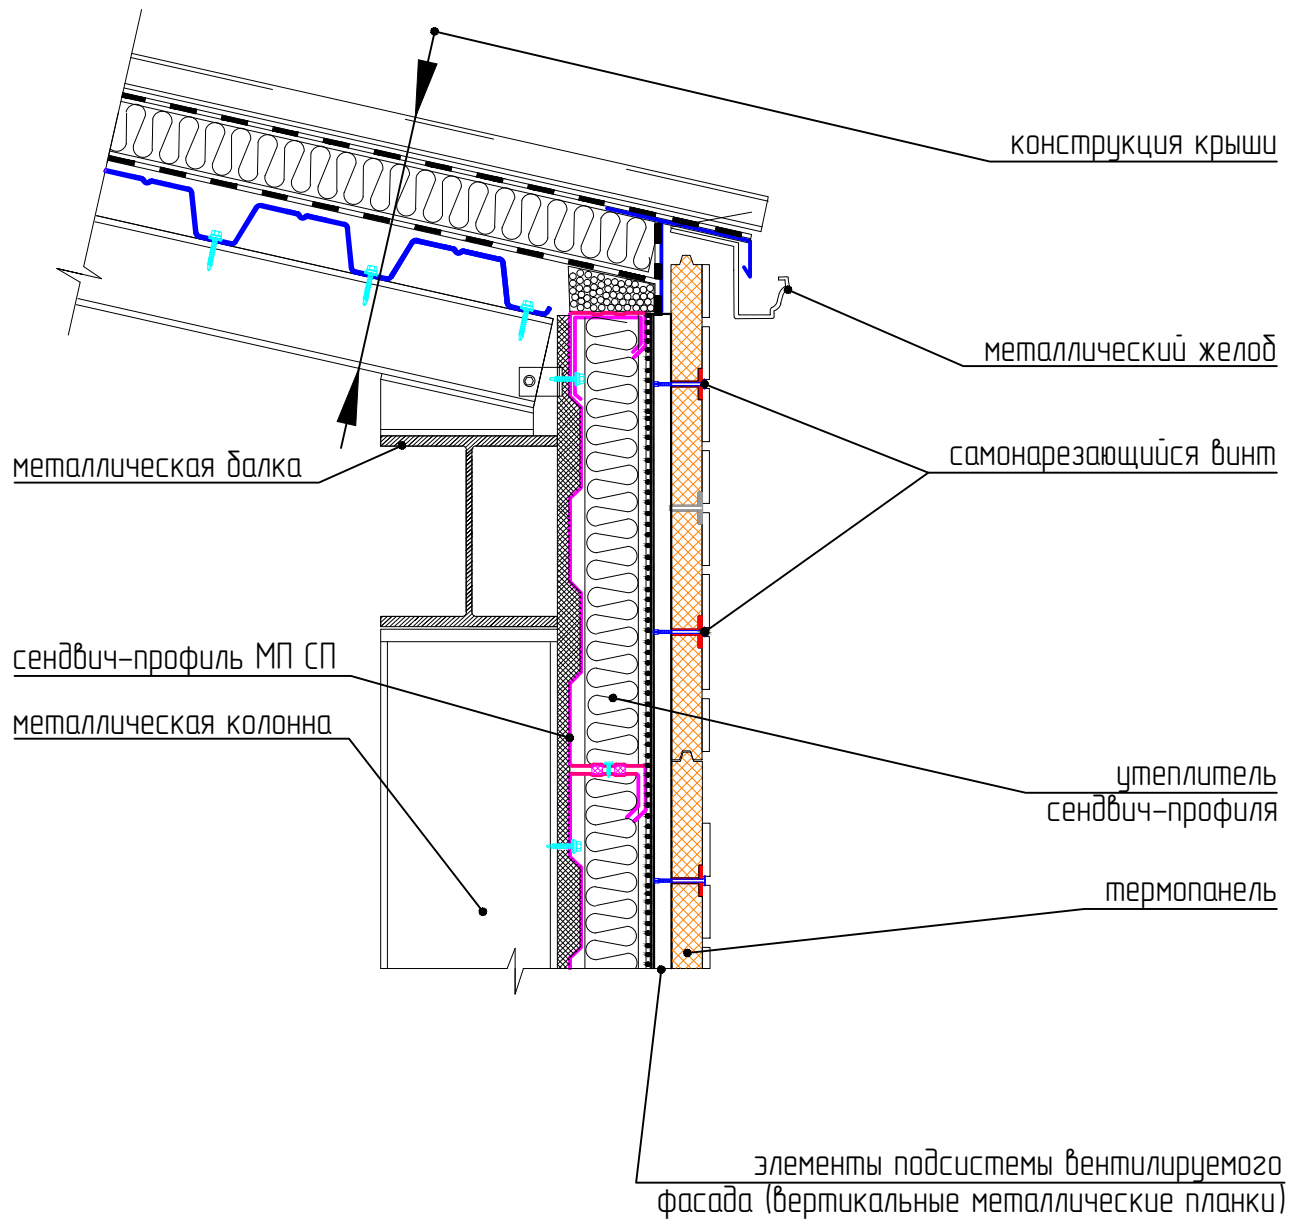 конструкция крыши
металлический желоб
металлическая балка
самонарезающийся винт
сендвич-профиль МП СП
металлическая колонна
утеплитель
сендвич-профиля
термопанель
элементы подсистемы вентилируемого
фасада (вертикальные металлические планки)